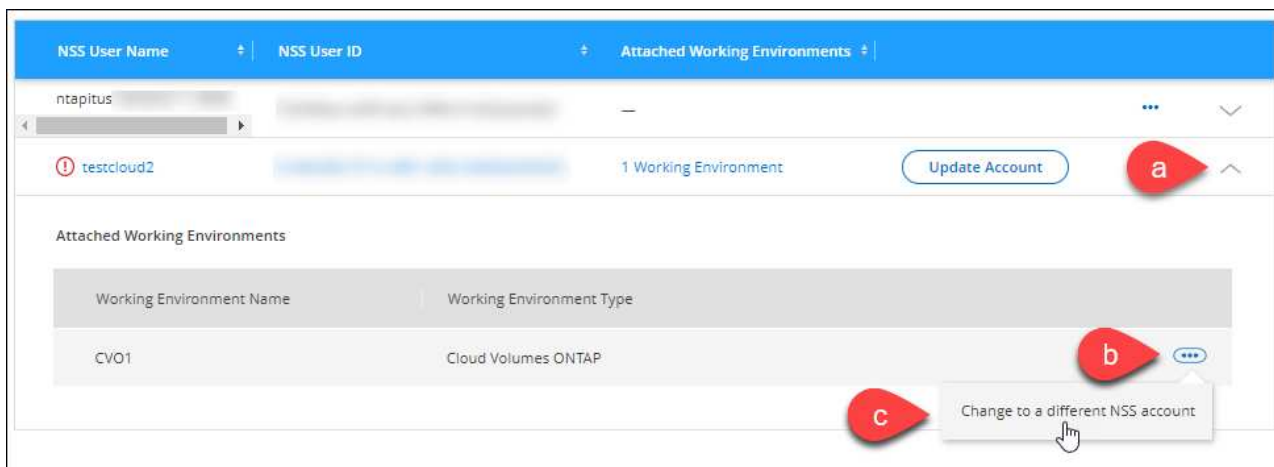 NSS User Name NSS User ID Attached Working Environments
ntapitus — •••
testcloud2 1 Working Environment Update Account a
Attached Working Environments
Working Environment Name Working Environment Type
CVO1 Cloud Volumes ONTAP b •••
c Change to a different NSS account